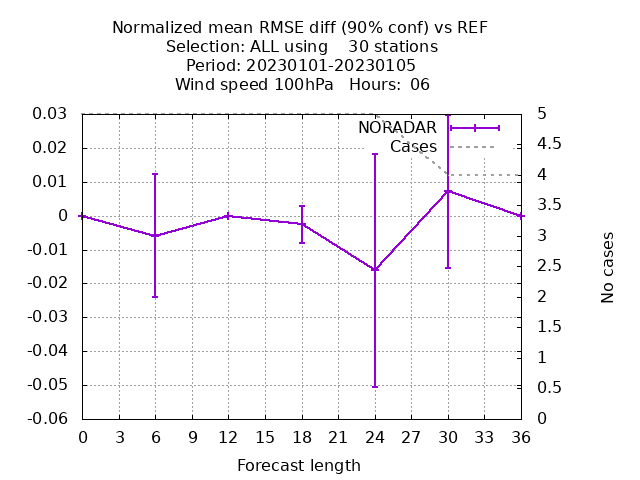 Normalized mean RMSE diff (90% conf) vs REF
Selection: ALL using    30 stations
Period: 20230101-20230105
Wind speed 100hPa   Hours: 06
NORADAR
Cases
0.03
0.02
0.01
0
-0.01
-0.02
-0.03
-0.04
-0.05
-0.06
5
4.5
4
3.5
3
2.5
2
1.5
1
0.5
0
No cases
0 3 6 9 12 15 18 21 24 27 30 33 36
Forecast length